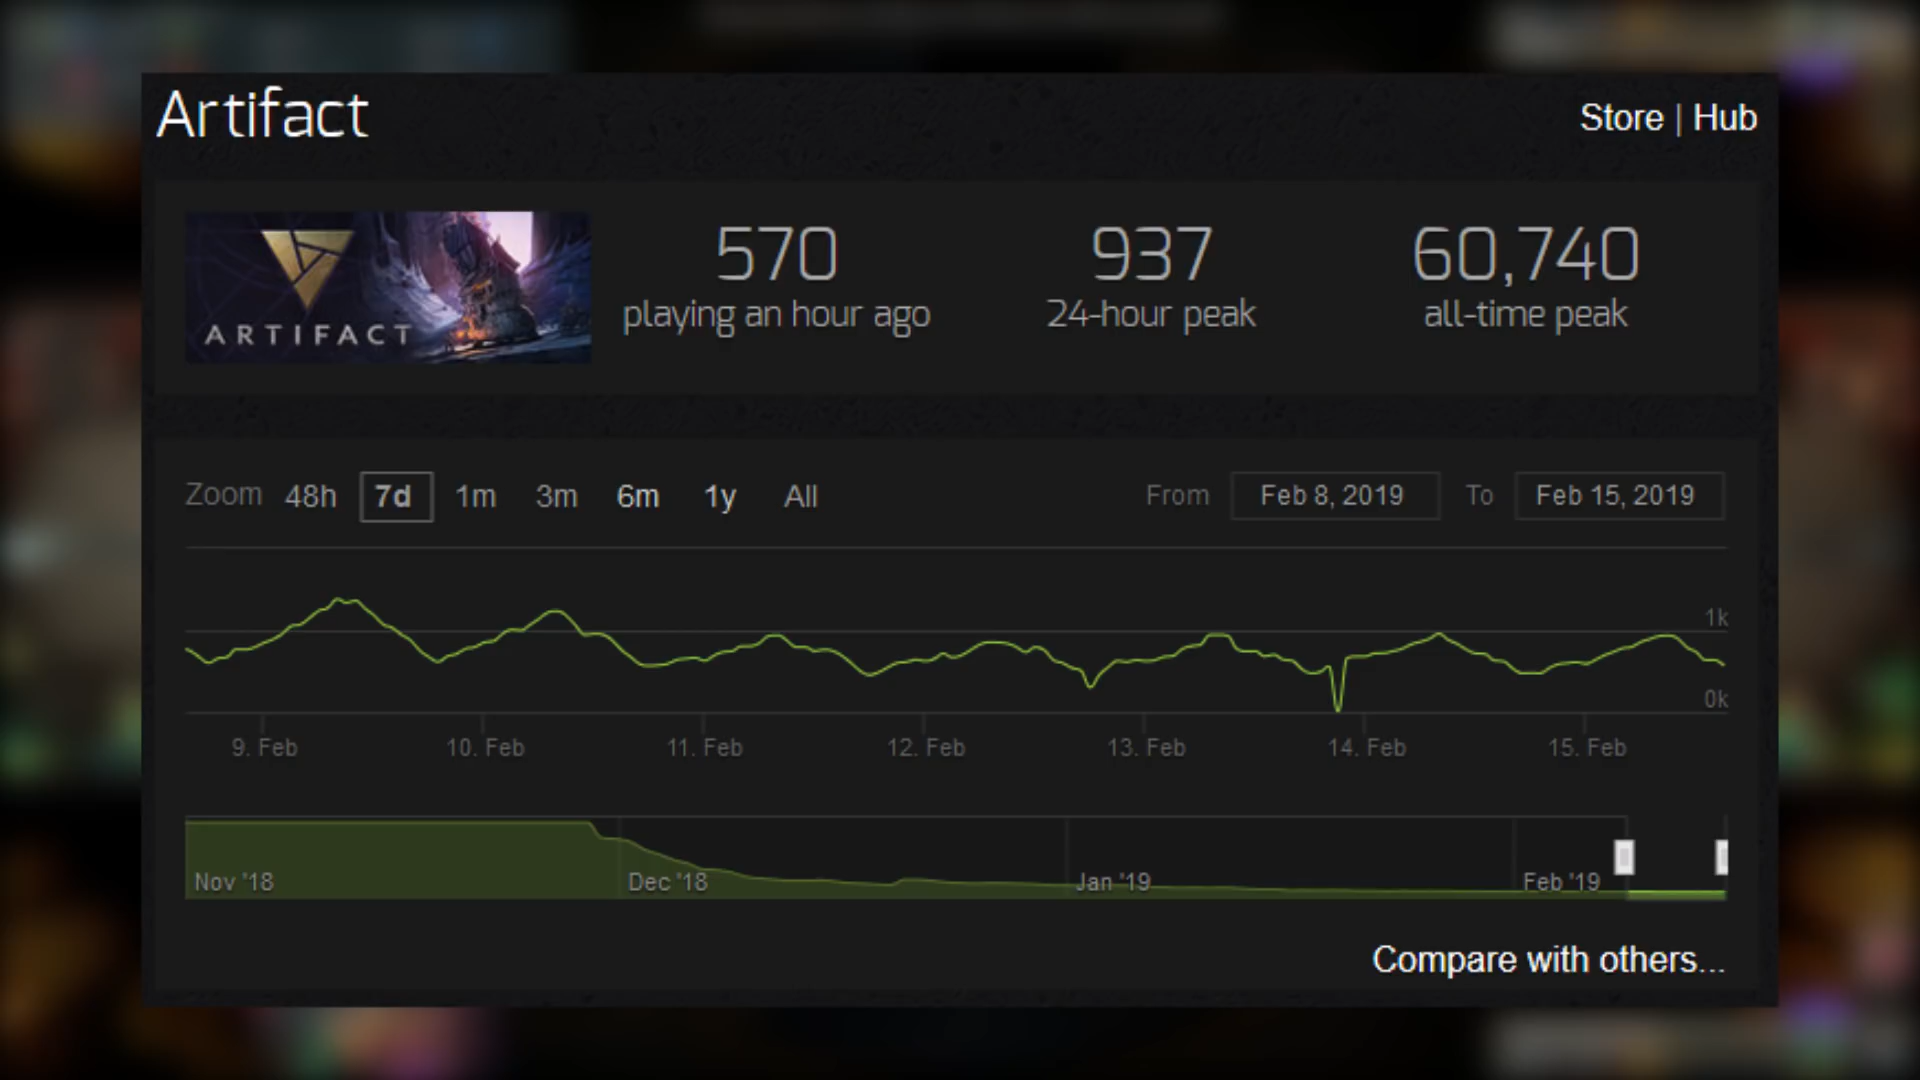 Artifact
Store | Hub
ARTIFACT
570
playing an hour ago
937
24-hour peak
60,740
all-time peak
Zoom 48h 7d 1m 3m 6m 1y All
From Feb 8, 2019 To Feb 15, 2019
1k
0k
9. Feb 10. Feb 11. Feb 12. Feb 13. Feb 14. Feb 15. Feb
Nov '18 Dec '18 Jan '19 Feb '19
Compare with others...